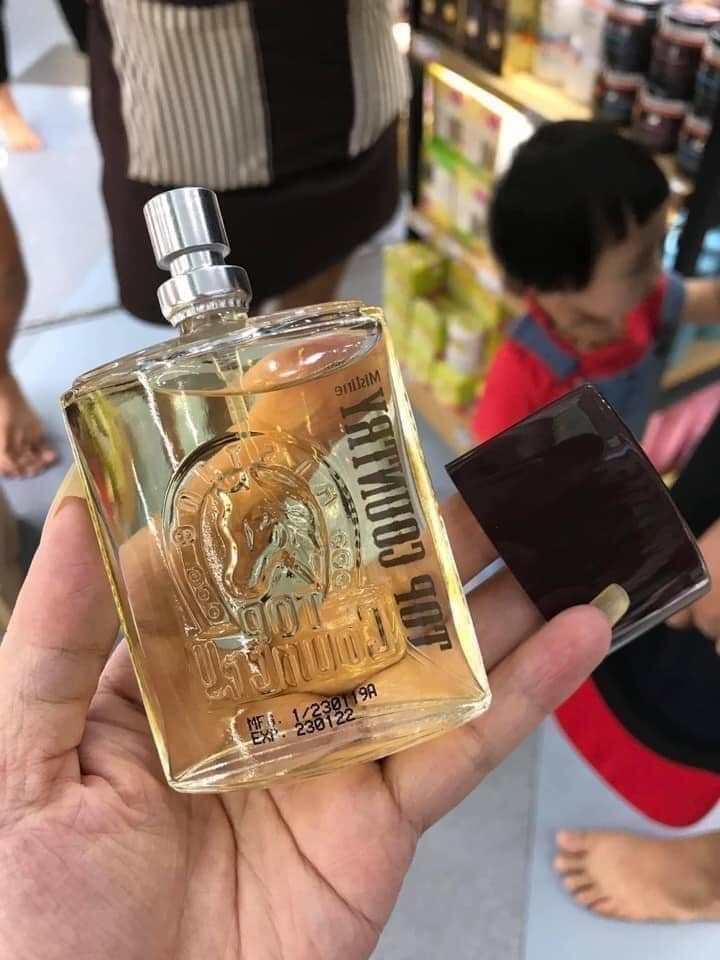 Mistine
TOP COUNTRY
TOP
Country
MFG. 1/230119A
EXP. 230122